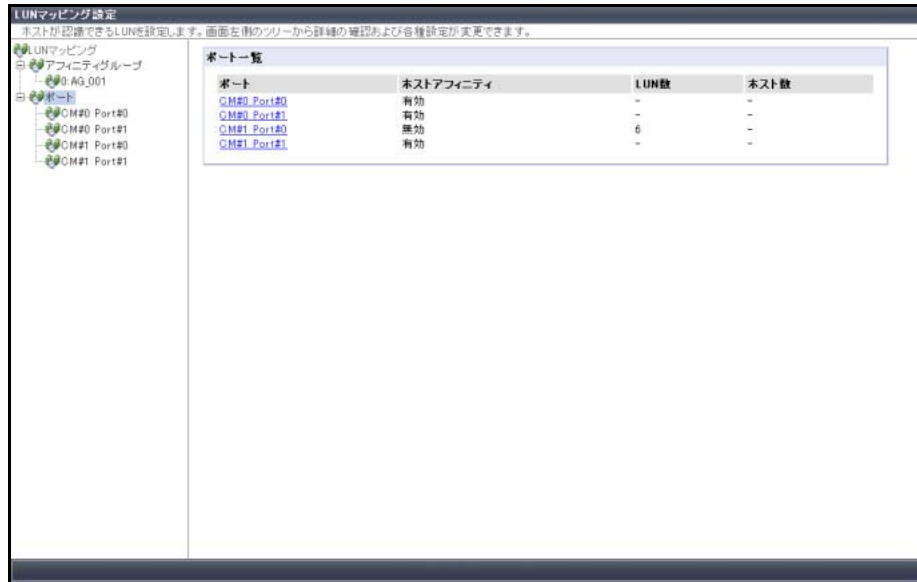 LUNマッピング設定
ホストが認識できるLUNを設定します。画面左側のツリーから詳細の確認および各種設定が変更できます。
LUNマッピング
アフィニティグループ
0: AG_001
ポート
CM#0 Port#0
CM#0 Port#1
CM#1 Port#0
CM#1 Port#1
ポート一覧
ポート ホストアフィニティ LUN数 ホスト数
CM#0 Port#0 有効 - -
CM#0 Port#1 有効 - -
CM#1 Port#0 無効 6 -
CM#1 Port#1 有効 - -